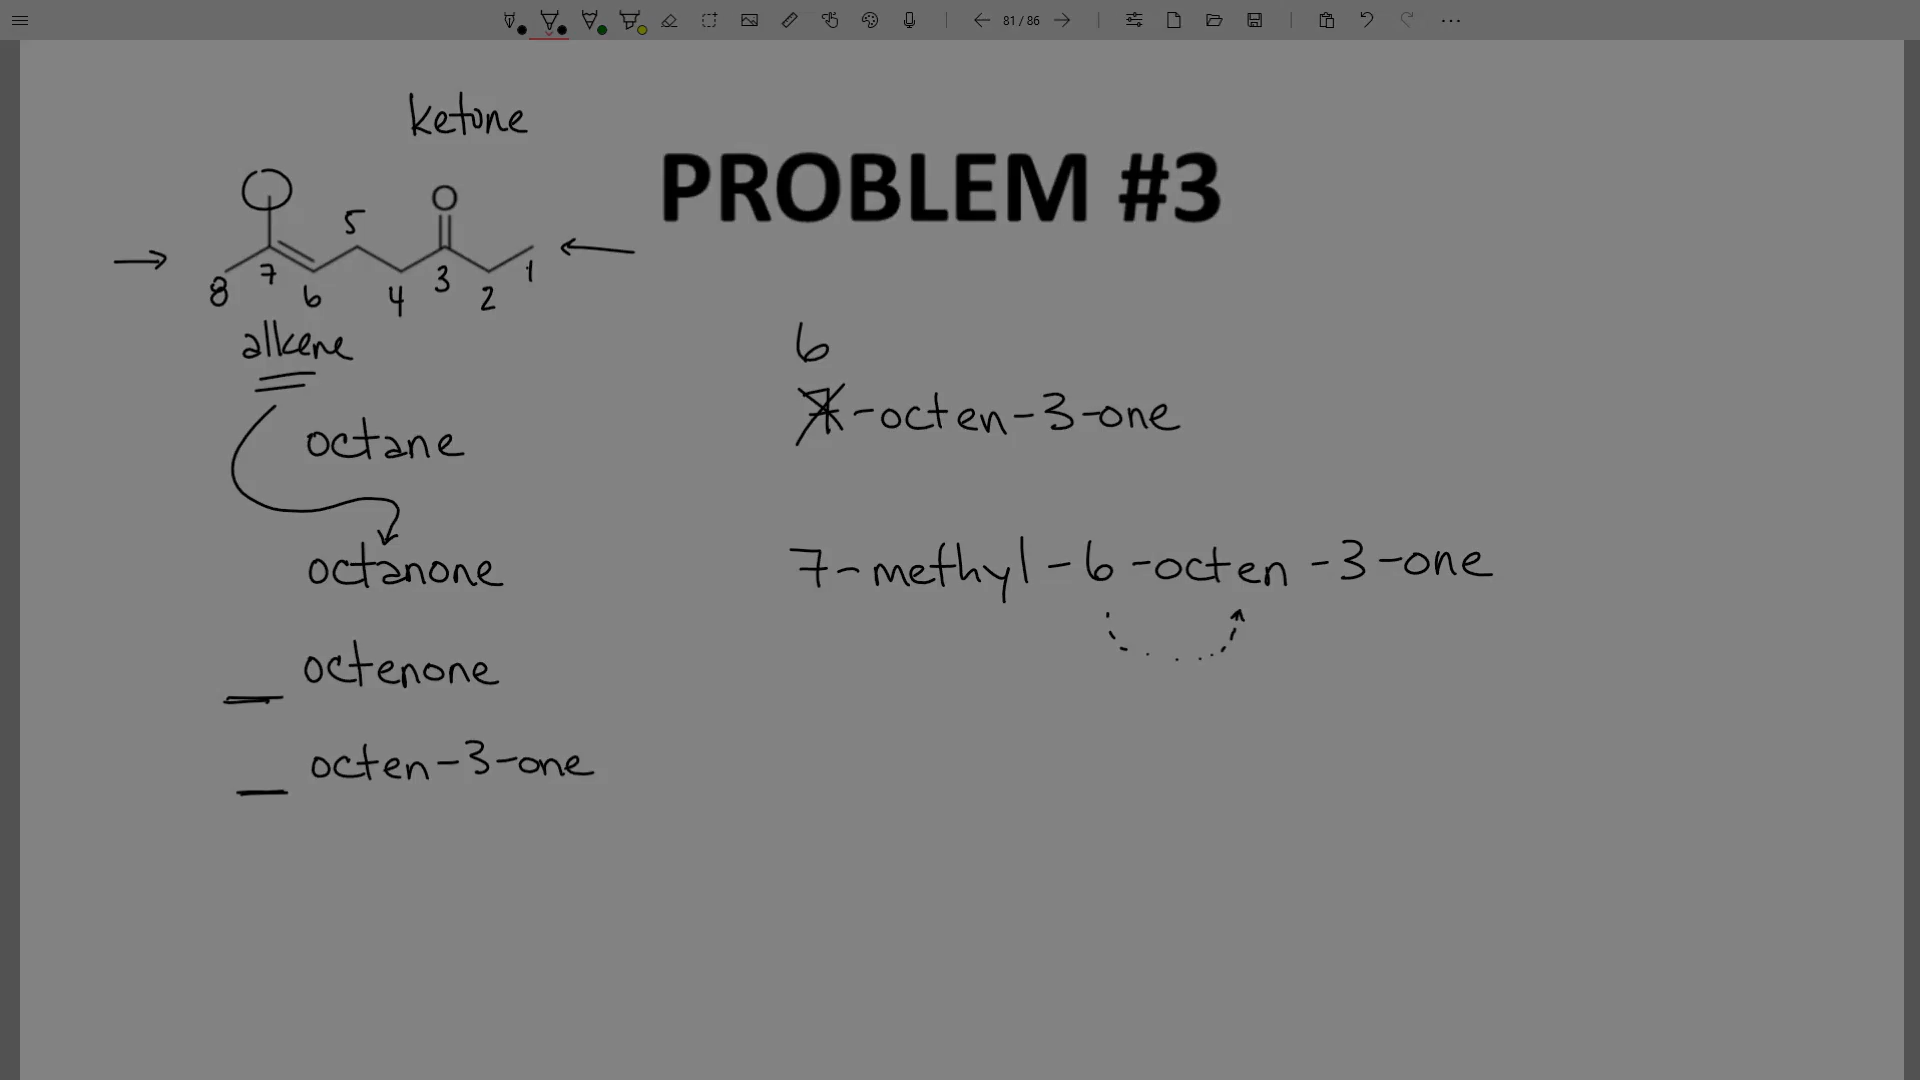 81 / 86
ketone
PROBLEM #3
O
5
8 7 6 4 3 2 1
alkene
octane
octanone
octenone
octen-3-one
6
7-octen-3-one
7-methyl-6-octen-3-one